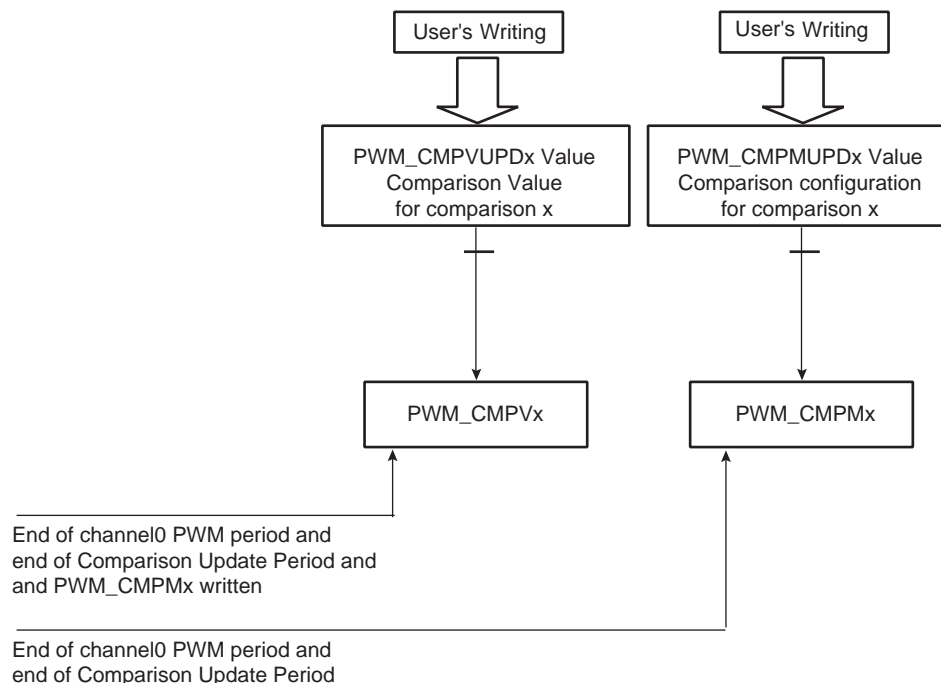 User's Writing
User's Writing
PWM_CMPVUPDx Value
Comparison Value
for comparison x
PWM_CMPMUPDx Value
Comparison configuration
for comparison x
PWM_CMPVx
PWM_CMPMx
End of channel0 PWM period and
end of Comparison Update Period and
and PWM_CMPMx written
End of channel0 PWM period and
end of Comparison Update Period